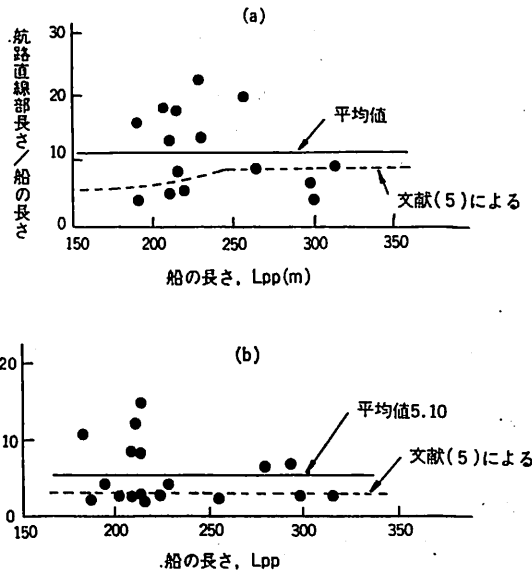 (a)
航路直線部長さ/船の長さ
30
20
10
0
平均値
文献(5)による
150
200
250
300
350
船の長さ, Lpp(m)
(b)
20
10
0
平均値5.10
文献(5)による
150
200
250
300
350
船の長さ, Lpp